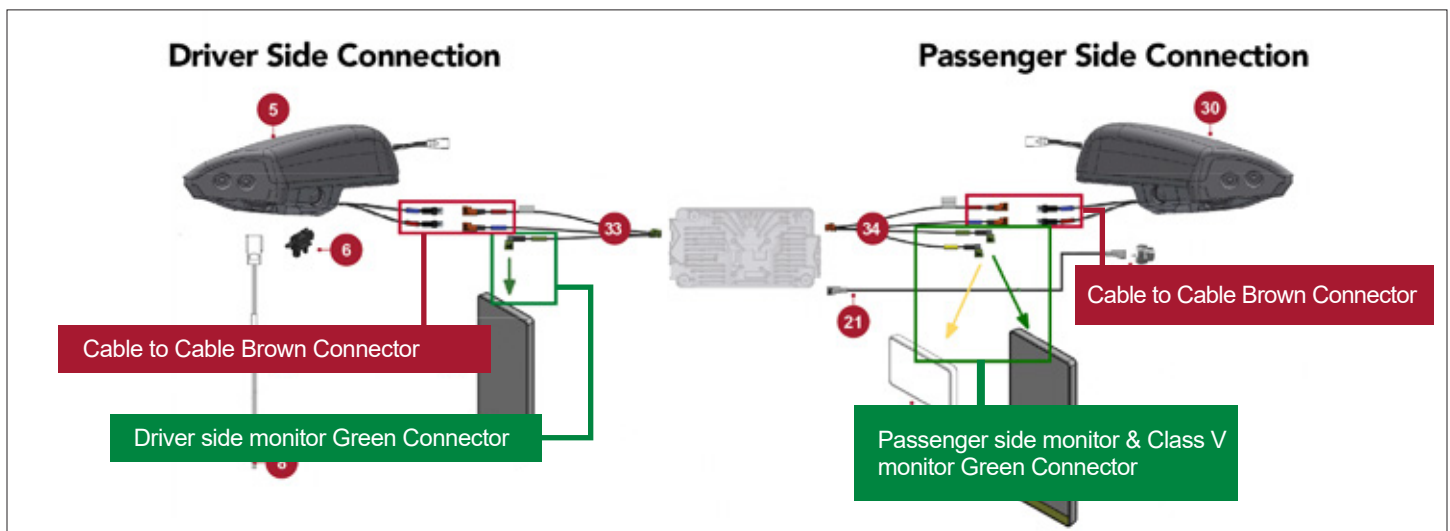 Driver Side Connection
Passenger Side Connection
5
30
33
34
6
21
Cable to Cable Brown Connector
Cable to Cable Brown Connector
Driver side monitor Green Connector
8
Passenger side monitor & Class V
monitor Green Connector